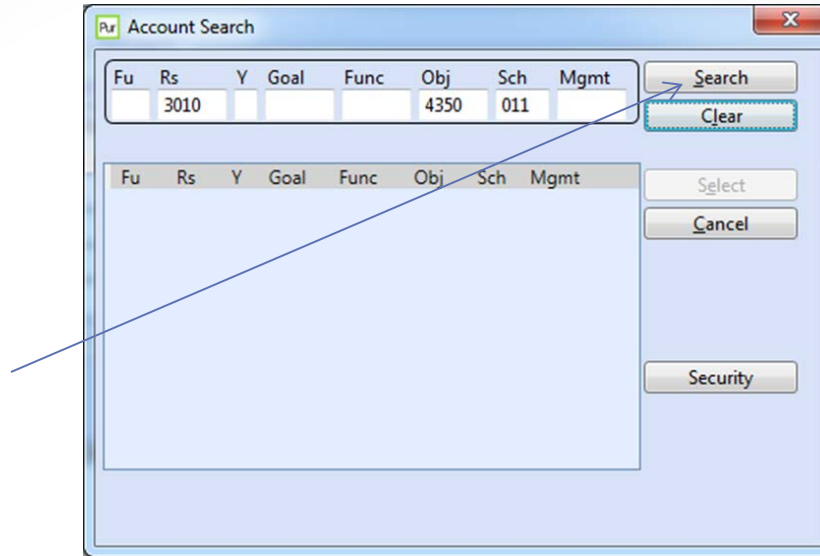 Pur Account Search
Fu Rs Y Goal Func Obj Sch Mgmt
3010 4350 011
Search
Clear
Fu Rs Y Goal Func Obj Sch Mgmt
Select
Cancel
Security